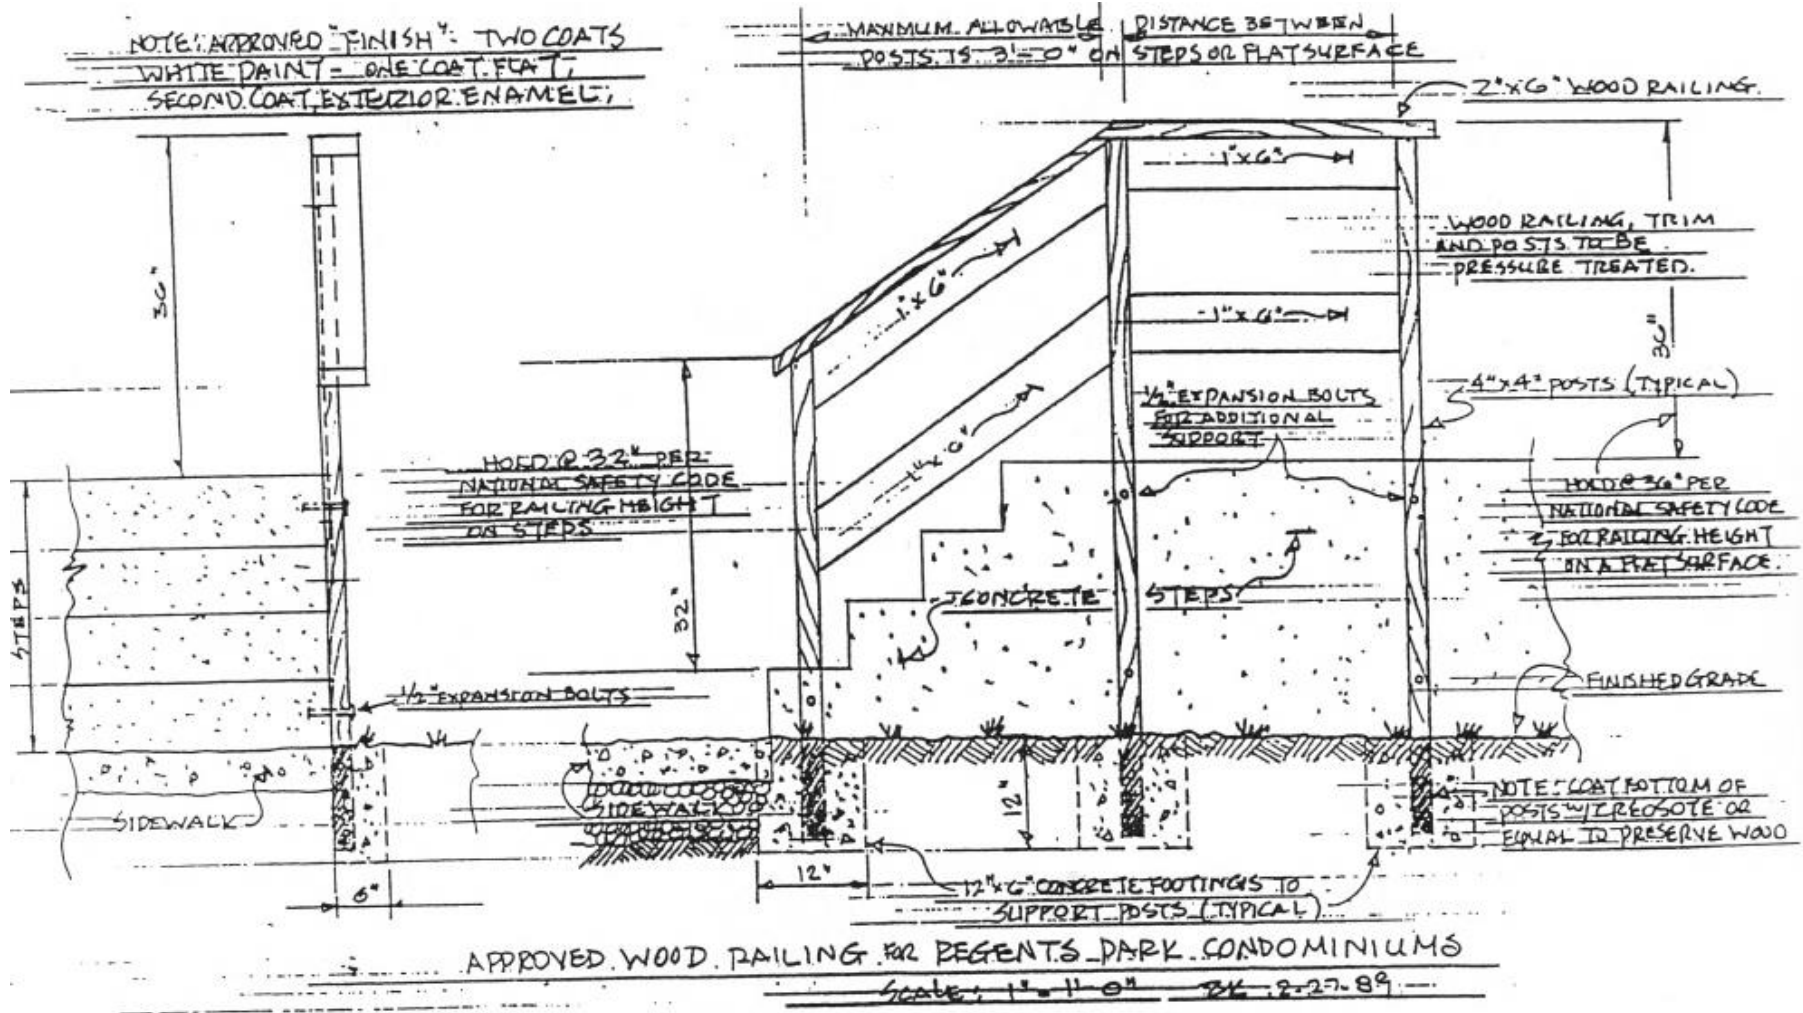 NOTE: APPROVED "FINISH": TWO COATS
WHITE PAINT - ONE COAT FLAT,
SECOND COAT, EXTERIOR ENAMEL,
MAXIMUM ALLOWABLE DISTANCE BETWEEN
POSTS IS 3'-0" ON STEPS OR FLAT SURFACE
2"x6" WOOD RAILING.
1"x6"
36"
WOOD RAILING, TRIM
AND POSTS TO BE
PRESSURE TREATED.
1"x6"
1"x6"
36"
1/2" EXPANSION BOLTS
FOR ADDITIONAL
SUPPORT
4"x4" POSTS (TYPICAL)
1"x6"
HOLD @ 32" PER
NATIONAL SAFETY CODE
FOR RAILING HEIGHT
ON STEPS
HOLD @ 36" PER
NATIONAL SAFETY CODE
FOR RAILING HEIGHT
ON A FLAT SURFACE.
STEPS
32"
CONCRETE STEPS
1/2" EXPANSION BOLTS
FINISHED GRADE
SIDEWALK
SIDEWALK
12"
NOTE: COAT BOTTOM OF
POSTS W/CREOSOTE OR
EQUAL TO PRESERVE WOOD
6"
12"
12"x6" CONCRETE FOOTINGS TO
SUPPORT POSTS (TYPICAL)
APPROVED WOOD RAILING FOR REGENTS PARK CONDOMINIUMS
SCALE: 1" = 1'-0" 2-27-89